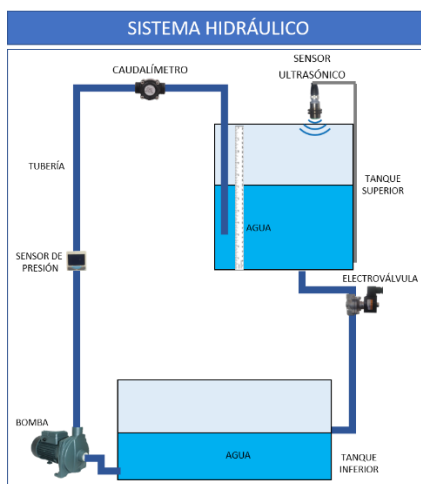 SISTEMA HIDRÁULICO
SENSOR
ULTRASÓNICO
CAUDALÍMETRO
TUBERÍA
TANQUE
SUPERIOR
AGUA
SENSOR DE
PRESIÓN
ELECTROVÁLVULA
BOMBA
AGUA
TANQUE
INFERIOR